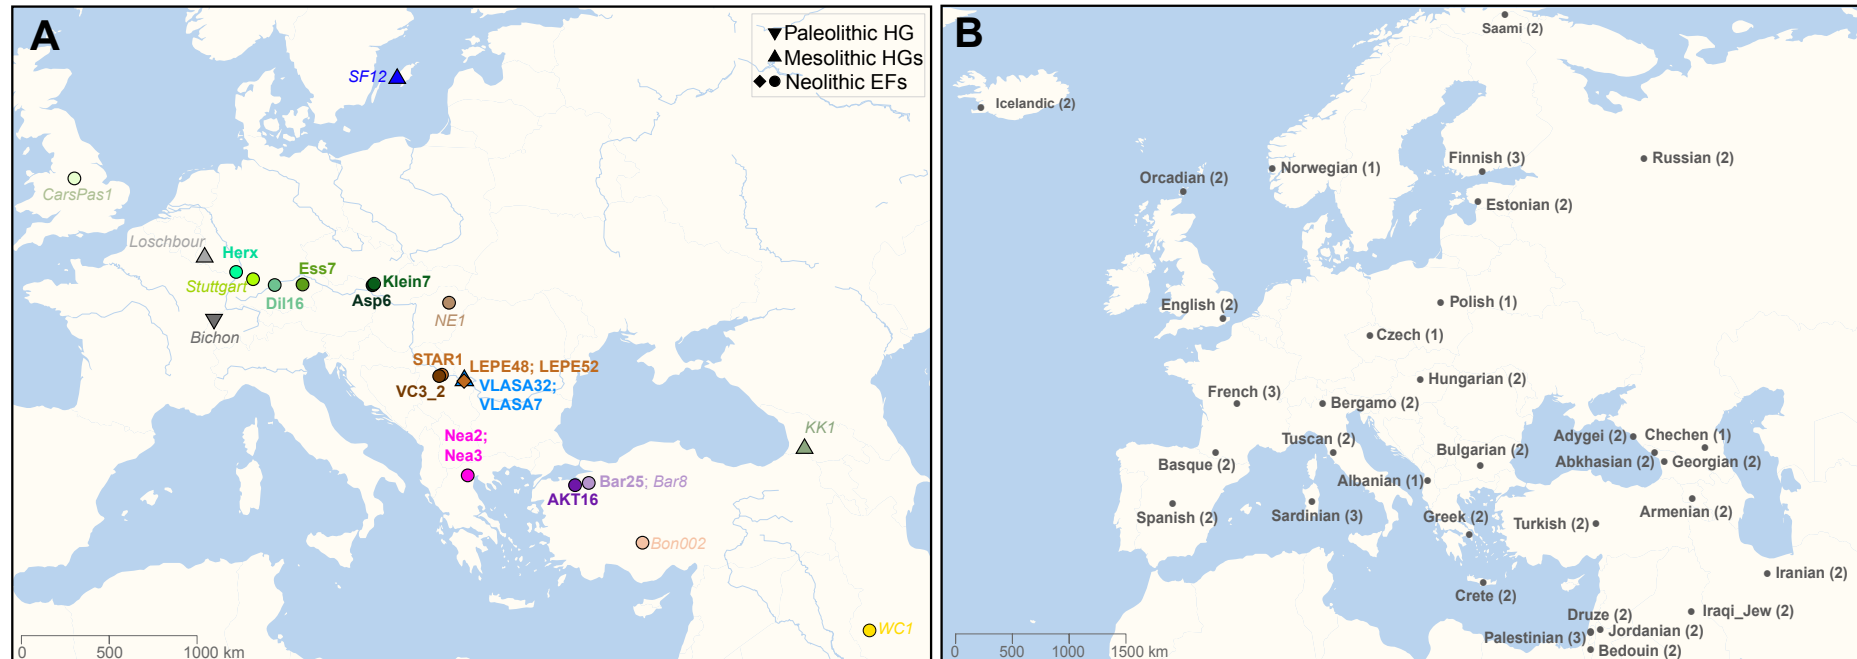 A
Paleolithic HG
Mesolithic HGs
Neolithic EFs
SF12
CarsPas1
Loschbour
Herx
Stuttgart
Ess7
Dil16
Klein7
Asp6
Bichon
NE1
STAR1
LEPE48; LEPE52
VC3_2
VLASA32;
VLASA7
Nea2;
Nea3
KK1
Bar25; Bar8
AKT16
Bon002
WC1
0 500 1000 km
B
Saami (2)
Icelandic (2)
Norwegian (1)
Finnish (3)
Russian (2)
Orcadian (2)
Estonian (2)
English (2)
Polish (1)
Czech (1)
Hungarian (2)
French (3)
Bergamo (2)
Tuscan (2)
Adygei (2)
Chechen (1)
Basque (2)
Bulgarian (2)
Abkhasian (2)
Georgian (2)
Albanian (1)
Spanish (2)
Sardinian (3)
Greek (2)
Turkish (2)
Armenian (2)
Iranian (2)
Crete (2)
Druze (2)
Iraqi_Jew (2)
Palestinian (3)
Jordanian (2)
Bedouin (2)
0 500 1000 1500 km